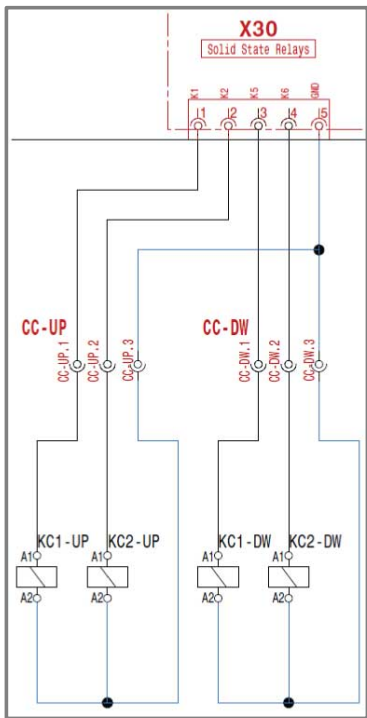 X30
Solid State Relays
K1 K2 K5 K6 GND
1 2 3 4 5
CC-UP CC-DW
CC-UP.1 CC-UP.2 CC-UP.3 CC-DW.1 CC-DW.2 CC-DW.3
KC1-UP KC2-UP KC1-DW KC2-DW
A1 A1 A1 A1
A2 A2 A2 A2